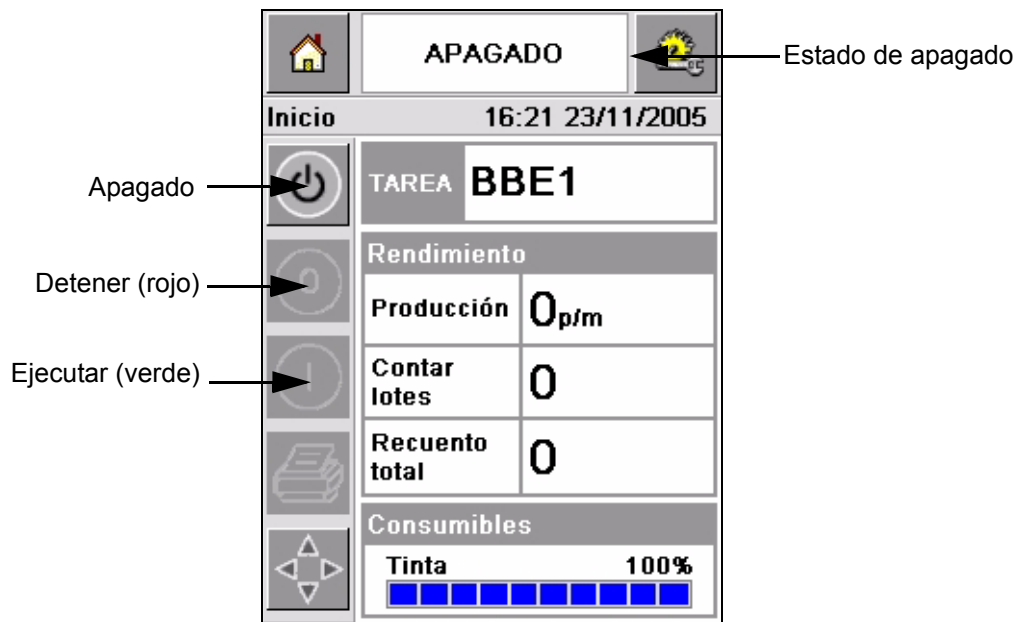 APAGADO
Estado de apagado
Inicio 16:21 23/11/2005
Apagado
TAREA BBE1
Rendimiento
Detener (rojo)
Producción 0p/m
Ejecutar (verde)
Contar
lotes 0
Recuento
total 0
Consumibles
Tinta 100%